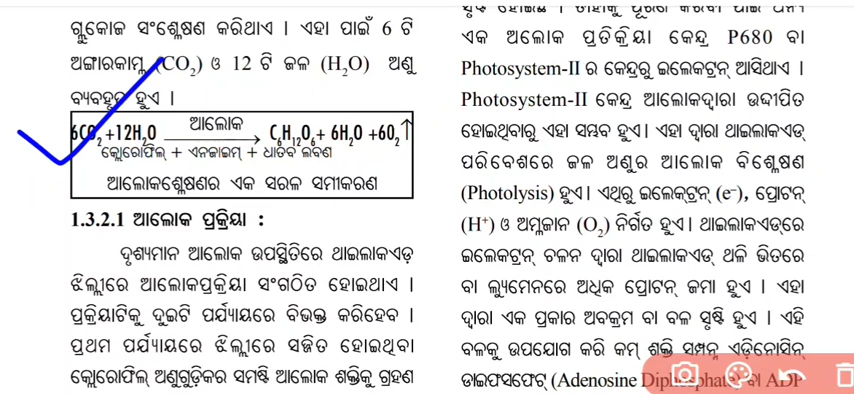 ଗ୍ଲୁକୋଜ ସଂଶ୍ଳେଷଣ କରିଥାଏ । ଏହା ପାଇଁ 6 ଟି
ଅଙ୍ଗାରକାମ୍ଳ (CO₂) ଓ 12 ଟି ଜଳ (H₂O) ଅଣୁ
ବ୍ୟବହୃତ ହୁଏ ।
6CO₂ +12H₂O ଆଲୋକ → C₆H₁₂O₆+ 6H₂O +6O₂↑
କ୍ଲୋରୋଫିଲ୍ + ଏନଜାଇମ୍ + ଧାତବ ଲବଣ
ଆଲୋକଶ୍ଳେଷଣର ଏକ ସରଳ ସମୀକରଣ
1.3.2.1 ଆଲୋକ ପ୍ରକ୍ରିୟା :
ଦୃଶ୍ୟମାନ ଆଲୋକ ଉପସ୍ଥିତିରେ ଥାଇଲାକଏଡ଼
ଝିଲ୍ଲୀରେ ଆଲୋକପ୍ରକ୍ରିୟା ସଂଗଠିତ ହୋଇଥାଏ ।
ପ୍ରକ୍ରିୟାଟିକୁ ଦୁଇଟି ପର୍ଯ୍ୟାୟରେ ବିଭକ୍ତ କରିହେବ ।
ପ୍ରଥମ ପର୍ଯ୍ୟାୟରେ ଝିଲ୍ଲୀରେ ସଜ୍ଜିତ ହୋଇଥିବା
କ୍ଲୋରୋଫିଲ୍ ଅଣୁଗୁଡ଼ିକର ସମଷ୍ଟି ଆଲୋକ ଶକ୍ତିକୁ ଗ୍ରହଣ
ଏକ ଅଲୋକ ପ୍ରତିକ୍ରିୟା କେନ୍ଦ୍ର P680 ବା
Photosystem-II ର କେନ୍ଦ୍ରରୁ ଇଲେକଟ୍ରନ୍ ଆସିଥାଏ ।
Photosystem-II କେନ୍ଦ୍ର ଆଲୋକଦ୍ୱାରା ଉଦ୍ଦୀପିତ
ହୋଇଥିବାରୁ ଏହା ସମ୍ଭବ ହୁଏ । ଏହା ଦ୍ୱାରା ଥାଇଲାକଏଡ୍
ପରିବେଶରେ ଜଳ ଅଣୁର ଆଲୋକ ବିଶ୍ଳେଷଣ
(Photolysis) ହୁଏ । ଏଥିରୁ ଇଲେକ୍ଟ୍ରନ୍ (e⁻), ପ୍ରୋଟନ୍
(H⁺) ଓ ଅମ୍ଳଜାନ (O₂) ନିର୍ଗତ ହୁଏ । ଥାଇଲାକଏଡ୍‌ରେ
ଇଲେକଟ୍ରନ୍ ଚଳନ ଦ୍ୱାରା ଥାଇଲାକଏଡ୍ ଥଳି ଭିତରେ
ବା ଲ୍ୟୁମେନରେ ଅଧିକ ପ୍ରୋଟନ୍ ଜମା ହୁଏ । ଏହା
ଦ୍ୱାରା ଏକ ପ୍ରକାର ଅବକ୍ରମ ବା ବଳ ସୃଷ୍ଟି ହୁଏ । ଏହି
ବଳକୁ ଉପଯୋଗ କରି କମ୍ ଶକ୍ତି ସମ୍ପନ୍ନ ଏଡ଼ିନୋସିନ୍
ଡାଇଫସଫେଟ୍ (Adenosine Diphosphate) ବା ADP